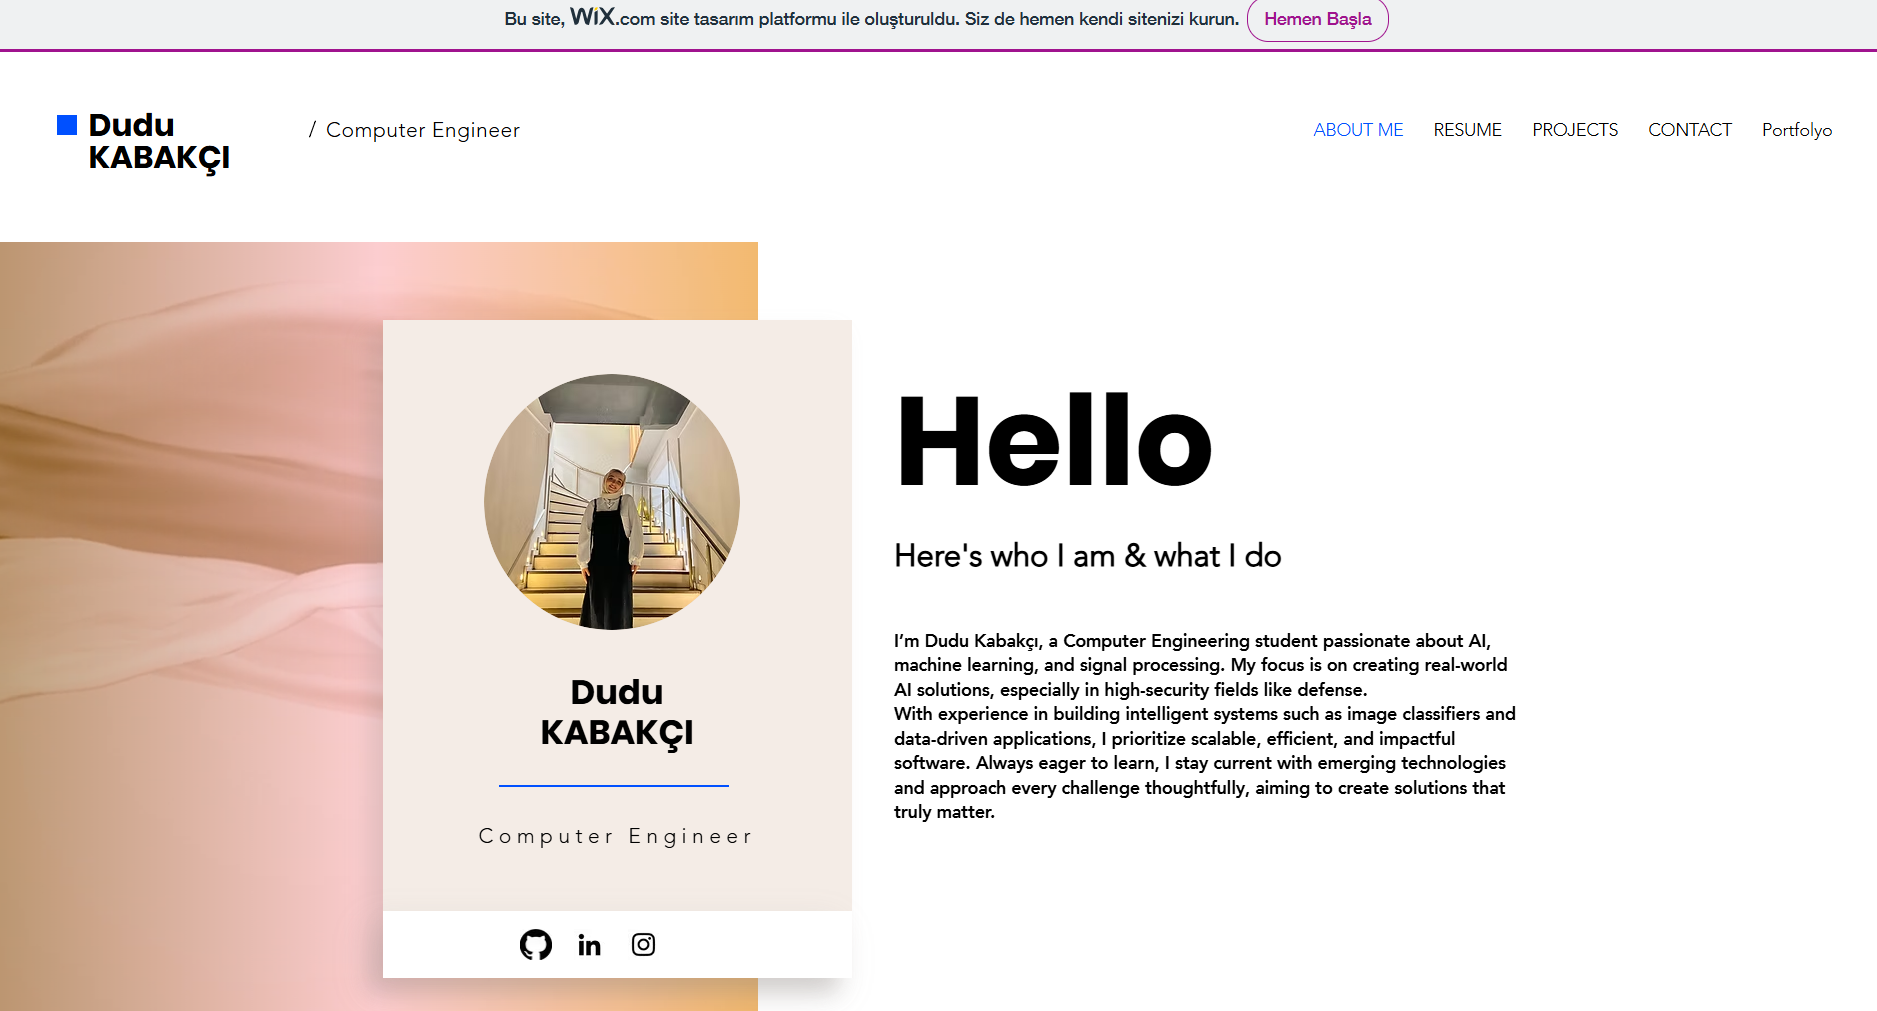 Bu site, WiX.com site tasarım platformu ile oluşturuldu. Siz de hemen kendi sitenizi kurun. Hemen Başla
Dudu
KABAKÇI
/ Computer Engineer
ABOUT ME RESUME PROJECTS CONTACT Portfolyo
Dudu
KABAKÇI
Computer Engineer
in
Hello
Here's who I am & what I do
I’m Dudu Kabakçı, a Computer Engineering student passionate about AI,
machine learning, and signal processing. My focus is on creating real-world
AI solutions, especially in high-security fields like defense.
With experience in building intelligent systems such as image classifiers and
data-driven applications, I prioritize scalable, efficient, and impactful
software. Always eager to learn, I stay current with emerging technologies
and approach every challenge thoughtfully, aiming to create solutions that
truly matter.